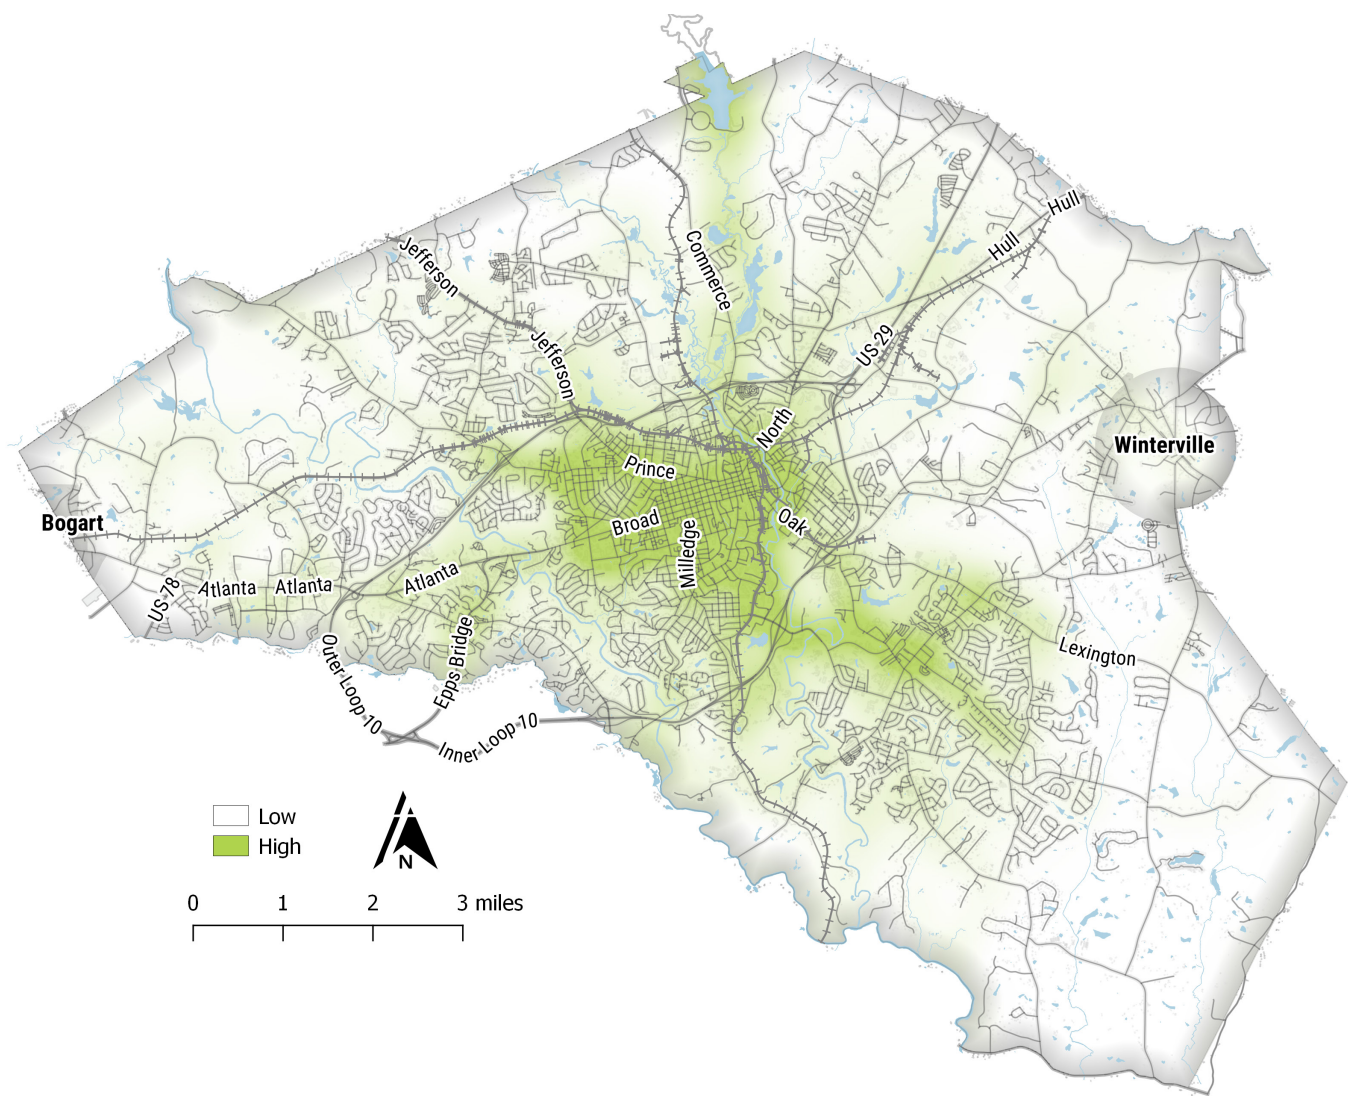 Hull
Hull
Jefferson
Commerce
Jefferson
US 29
North
Winterville
Prince
Bogart
Broad
Oak
Milledge
Atlanta
Atlanta
Atlanta
US 78
Epps Bridge
Lexington
Outer Loop 10
Inner Loop 10
Low
High
N
0 1 2 3 miles